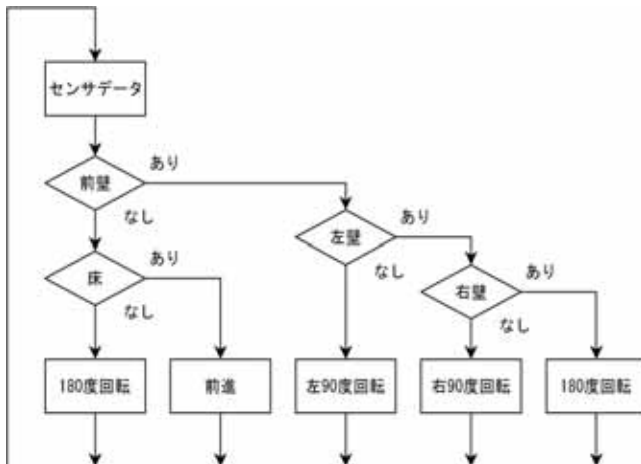 センサデータ
前壁
あり
なし
左壁
あり
なし
床
あり
なし
右壁
あり
なし
180度回転
前進
左90度回転
右90度回転
180度回転